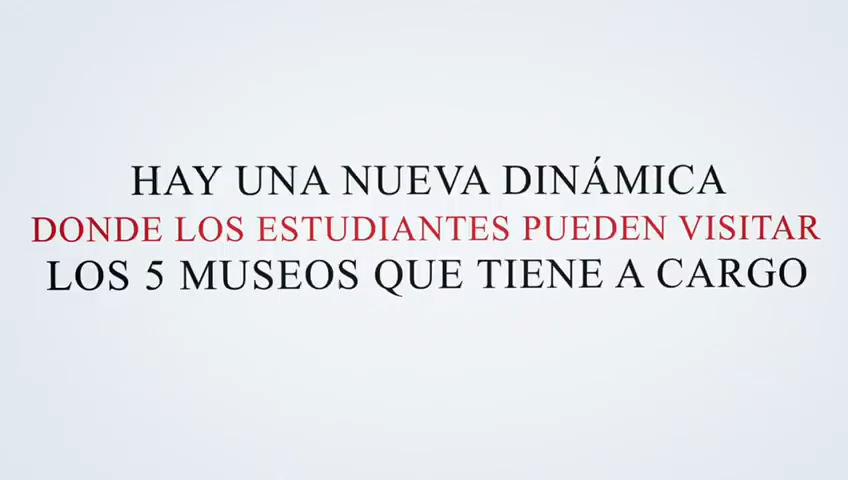 HAY UNA NUEVA DINÁMICA
DONDE LOS ESTUDIANTES PUEDEN VISITAR
LOS 5 MUSEOS QUE TIENE A CARGO